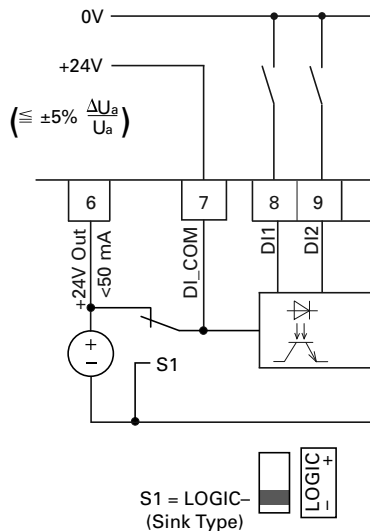 0V
+24V
(≦ ±5% ΔUa/Ua)
6
7
8
9
+24V Out
<50 mA
DI_COM
DI1
DI2
+
−
S1
S1 = LOGIC−
(Sink Type)
LOGIC
− +